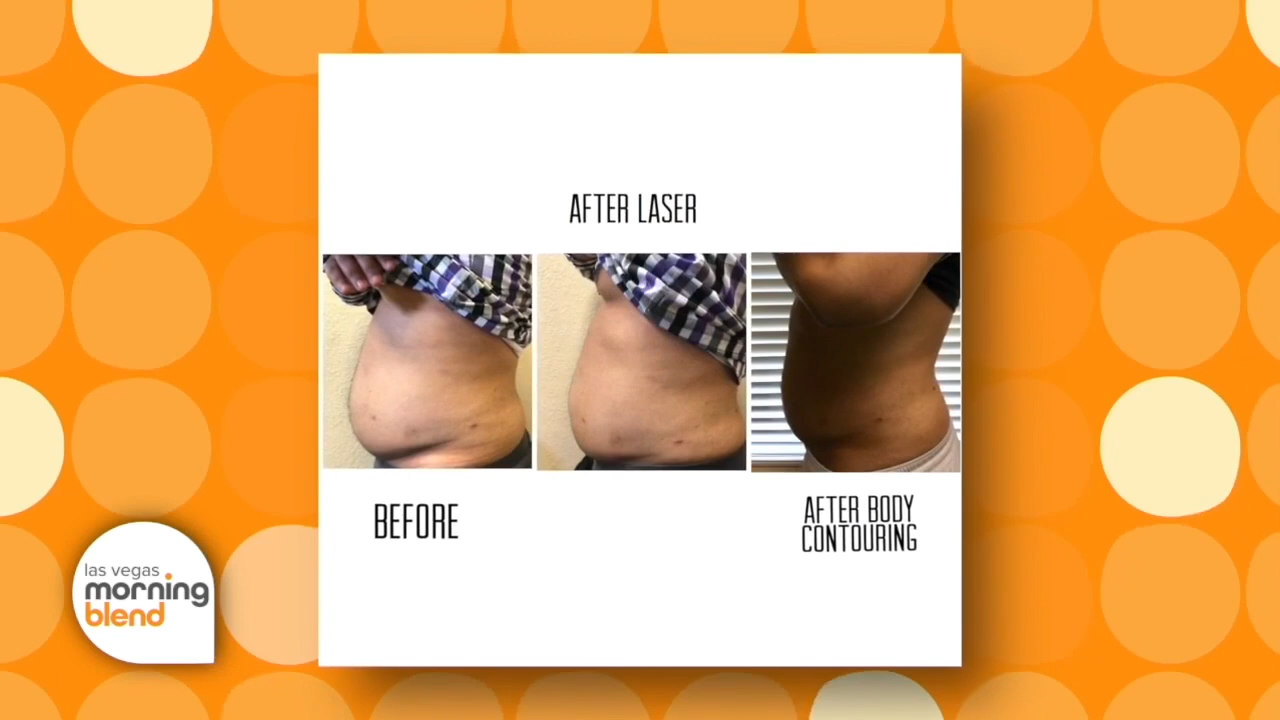 AFTER LASER
BEFORE
AFTER BODY
CONTOURING
las vegas
morning
blend